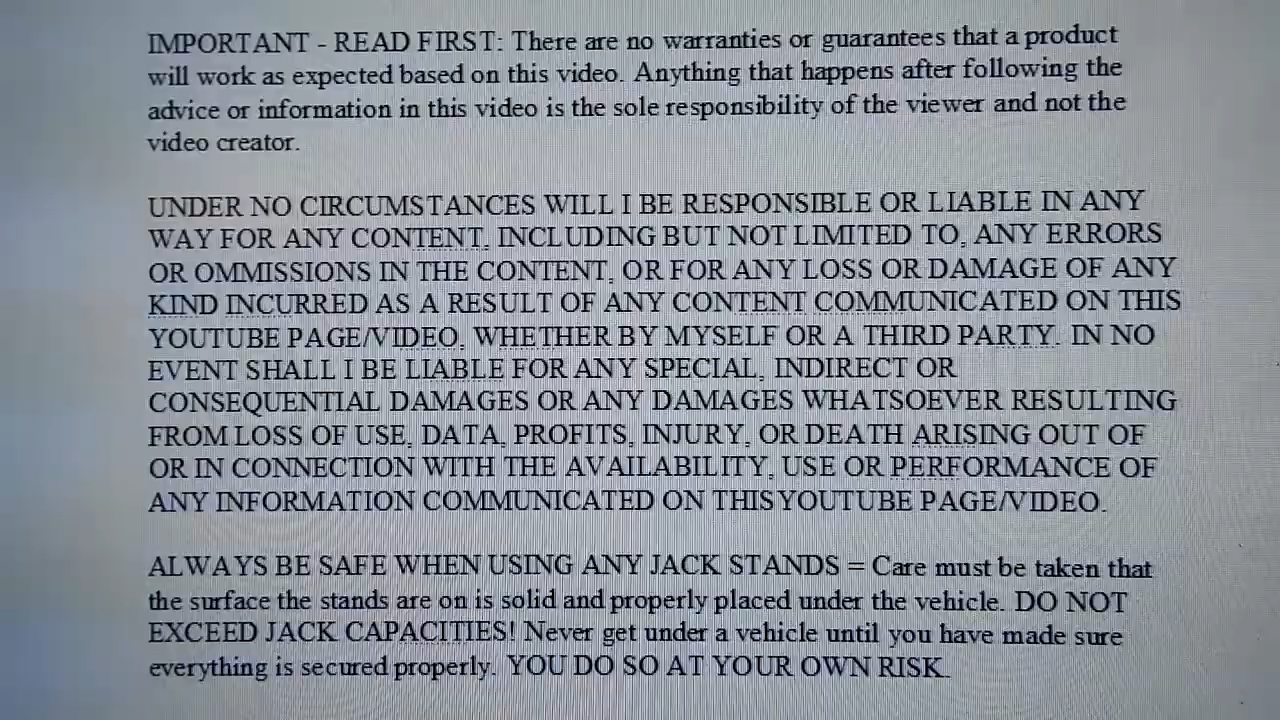 IMPORTANT - READ FIRST: There are no warranties or guarantees that a product
will work as expected based on this video. Anything that happens after following the
advice or information in this video is the sole responsibility of the viewer and not the
video creator.
UNDER NO CIRCUMSTANCES WILL I BE RESPONSIBLE OR LIABLE IN ANY
WAY FOR ANY CONTENT, INCLUDING BUT NOT LIMITED TO, ANY ERRORS
OR OMMISSIONS IN THE CONTENT, OR FOR ANY LOSS OR DAMAGE OF ANY
KIND INCURRED AS A RESULT OF ANY CONTENT COMMUNICATED ON THIS
YOUTUBE PAGE/VIDEO, WHETHER BY MYSELF OR A THIRD PARTY. IN NO
EVENT SHALL I BE LIABLE FOR ANY SPECIAL, INDIRECT OR
CONSEQUENTIAL DAMAGES OR ANY DAMAGES WHATSOEVER RESULTING
FROM LOSS OF USE, DATA, PROFITS, INJURY, OR DEATH ARISING OUT OF
OR IN CONNECTION WITH THE AVAILABILITY, USE OR PERFORMANCE OF
ANY INFORMATION COMMUNICATED ON THIS YOUTUBE PAGE/VIDEO.
ALWAYS BE SAFE WHEN USING ANY JACK STANDS = Care must be taken that
the surface the stands are on is solid and properly placed under the vehicle. DO NOT
EXCEED JACK CAPACITIES! Never get under a vehicle until you have made sure
everything is secured properly. YOU DO SO AT YOUR OWN RISK.